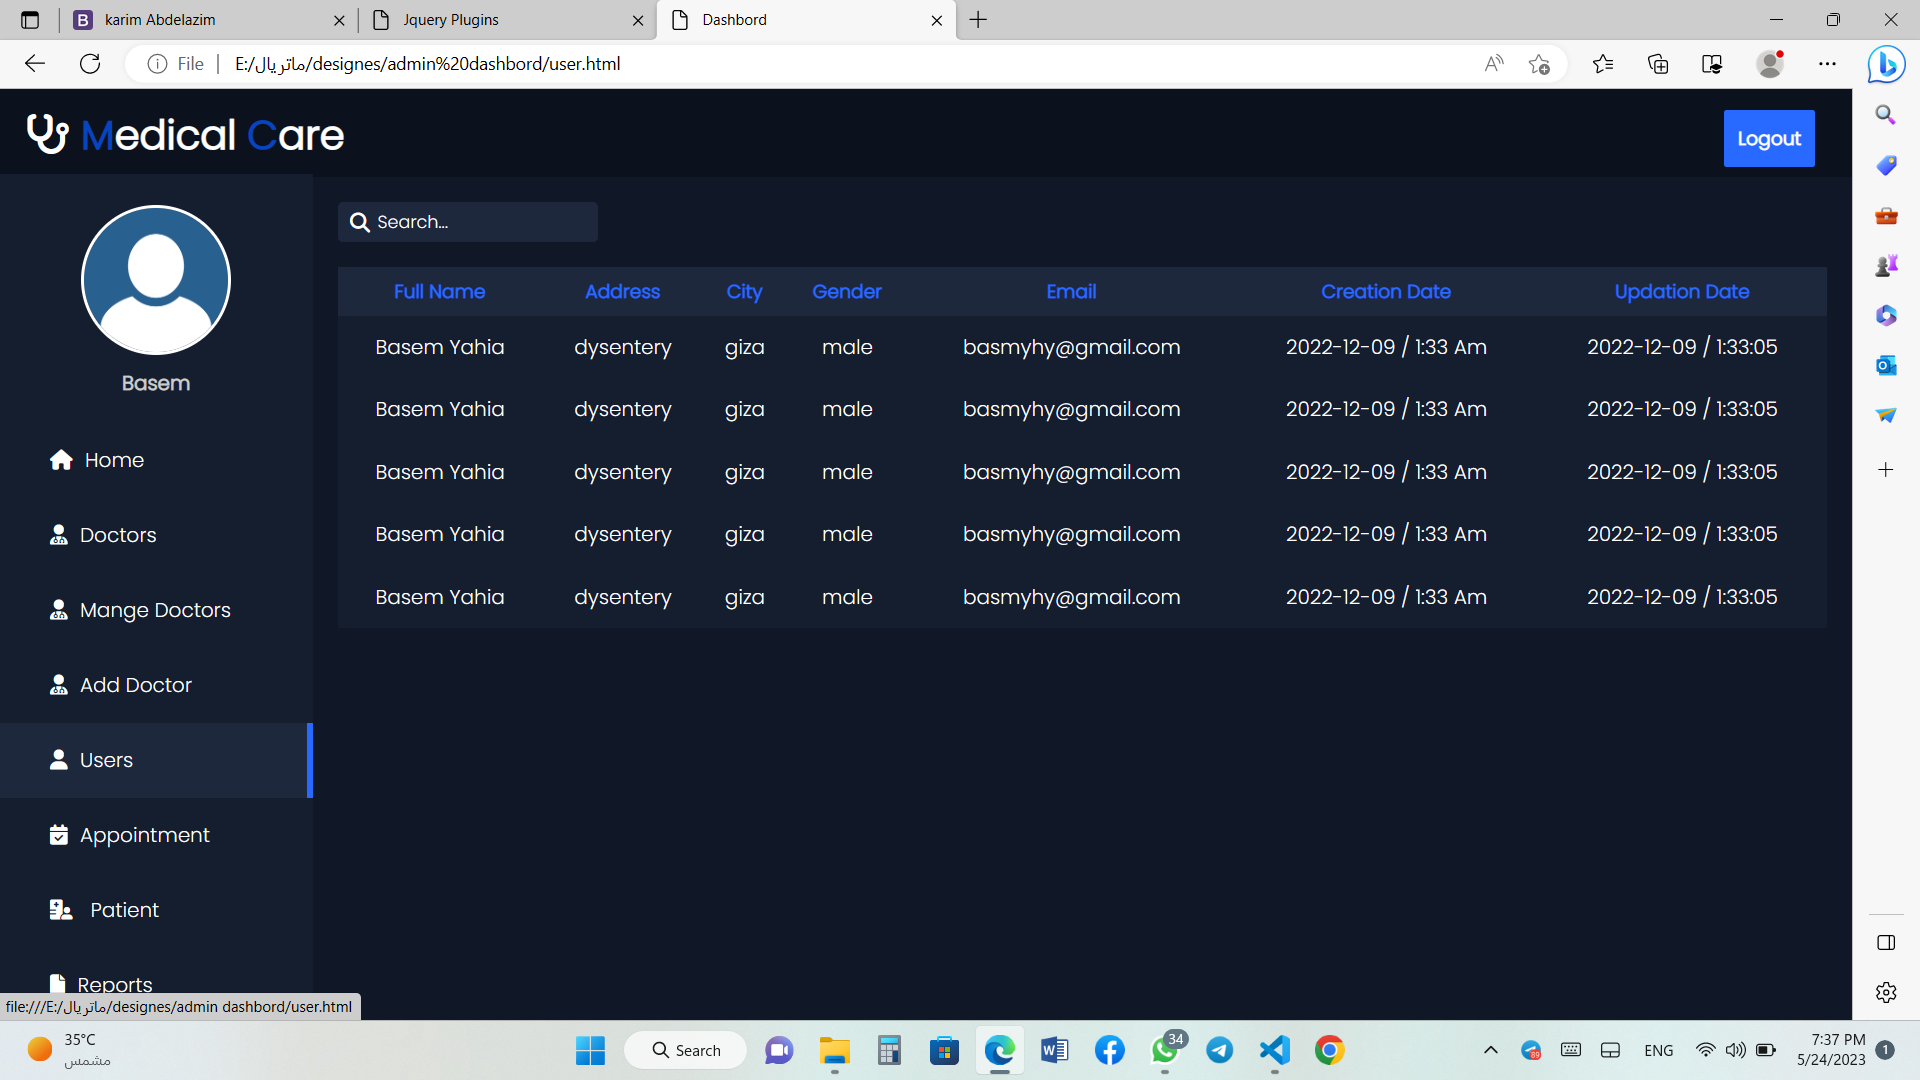 karim Abdelazim
Jquery Plugins
Dashbord
File
E:/ماتريال/designes/admin%20dashbord/user.html
Medical Care
Logout
Basem
Home
Doctors
Mange Doctors
Add Doctor
Users
Appointment
Patient
Reports
Search...
Full Name Address City Gender Email Creation Date Updation Date
Basem Yahia dysentery giza male basmyhy@gmail.com 2022-12-09 / 1:33 Am 2022-12-09 / 1:33:05
Basem Yahia dysentery giza male basmyhy@gmail.com 2022-12-09 / 1:33 Am 2022-12-09 / 1:33:05
Basem Yahia dysentery giza male basmyhy@gmail.com 2022-12-09 / 1:33 Am 2022-12-09 / 1:33:05
Basem Yahia dysentery giza male basmyhy@gmail.com 2022-12-09 / 1:33 Am 2022-12-09 / 1:33:05
Basem Yahia dysentery giza male basmyhy@gmail.com 2022-12-09 / 1:33 Am 2022-12-09 / 1:33:05
file:///E:/ماتريال/designes/admin dashbord/user.html
35°C
مشمس
Search
34
89
ENG
7:37 PM
5/24/2023
1